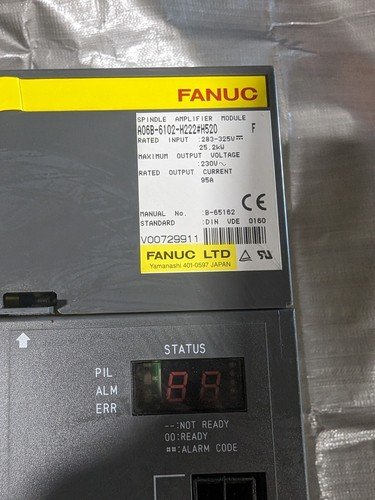 FANUC
SPINDLE AMPLIFIER MODULE
A06B-6102-H222#H520 F
RATED INPUT :283-325V⎓
25.2kW
MAXIMUM OUTPUT VOLTAGE
:230V~
RATED OUTPUT CURRENT
95A
CE
MANUAL No. :B-65162
STANDARD :DIN VDE 0160
V00729911
FANUC LTD
Yamanashi 401-0597 JAPAN
STATUS
PIL
ALM
ERR
88
--:NOT READY
00:READY
##:ALARM CODE